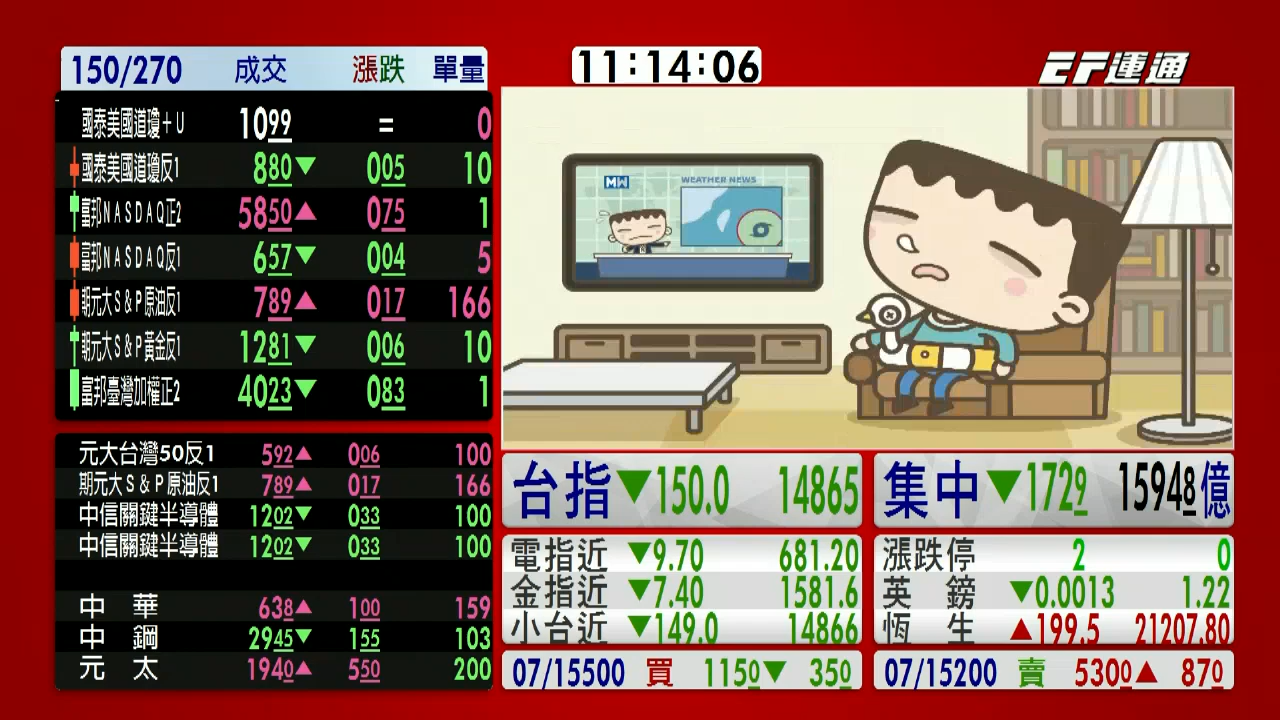 150/270 成交 漲跌 單量
11:14:06
EF運通
國泰美國道瓊+U 1099 = 0
國泰美國道瓊反1 880▼ 005 10
富邦NASDAQ正2 5850▲ 075 1
富邦NASDAQ反1 657▼ 004 5
期元大S&P原油反1 789▲ 017 166
期元大S&P黃金反1 1281▼ 006 10
富邦臺灣加權正2 4023▼ 083 1
元大台灣50反1 592▲ 006 100
期元大S&P原油反1 789▲ 017 166
中信關鍵半導體 1202▼ 033 100
中信關鍵半導體 1202▼ 033 100
中華 638▲ 100 159
中鋼 2945▼ 155 103
元太 1940▲ 550 200
MW WEATHER NEWS
台指▼150.0 14865
集中▼1729 15948億
電指近 ▼9.70 681.20
金指近 ▼7.40 1581.6
小台近 ▼149.0 14866
漲跌停 2 0
英鎊 ▼0.0013 1.22
恆生 ▲199.5 21207.80
07/15500 買 1150▼ 350
07/15200 賣 5300▲ 870